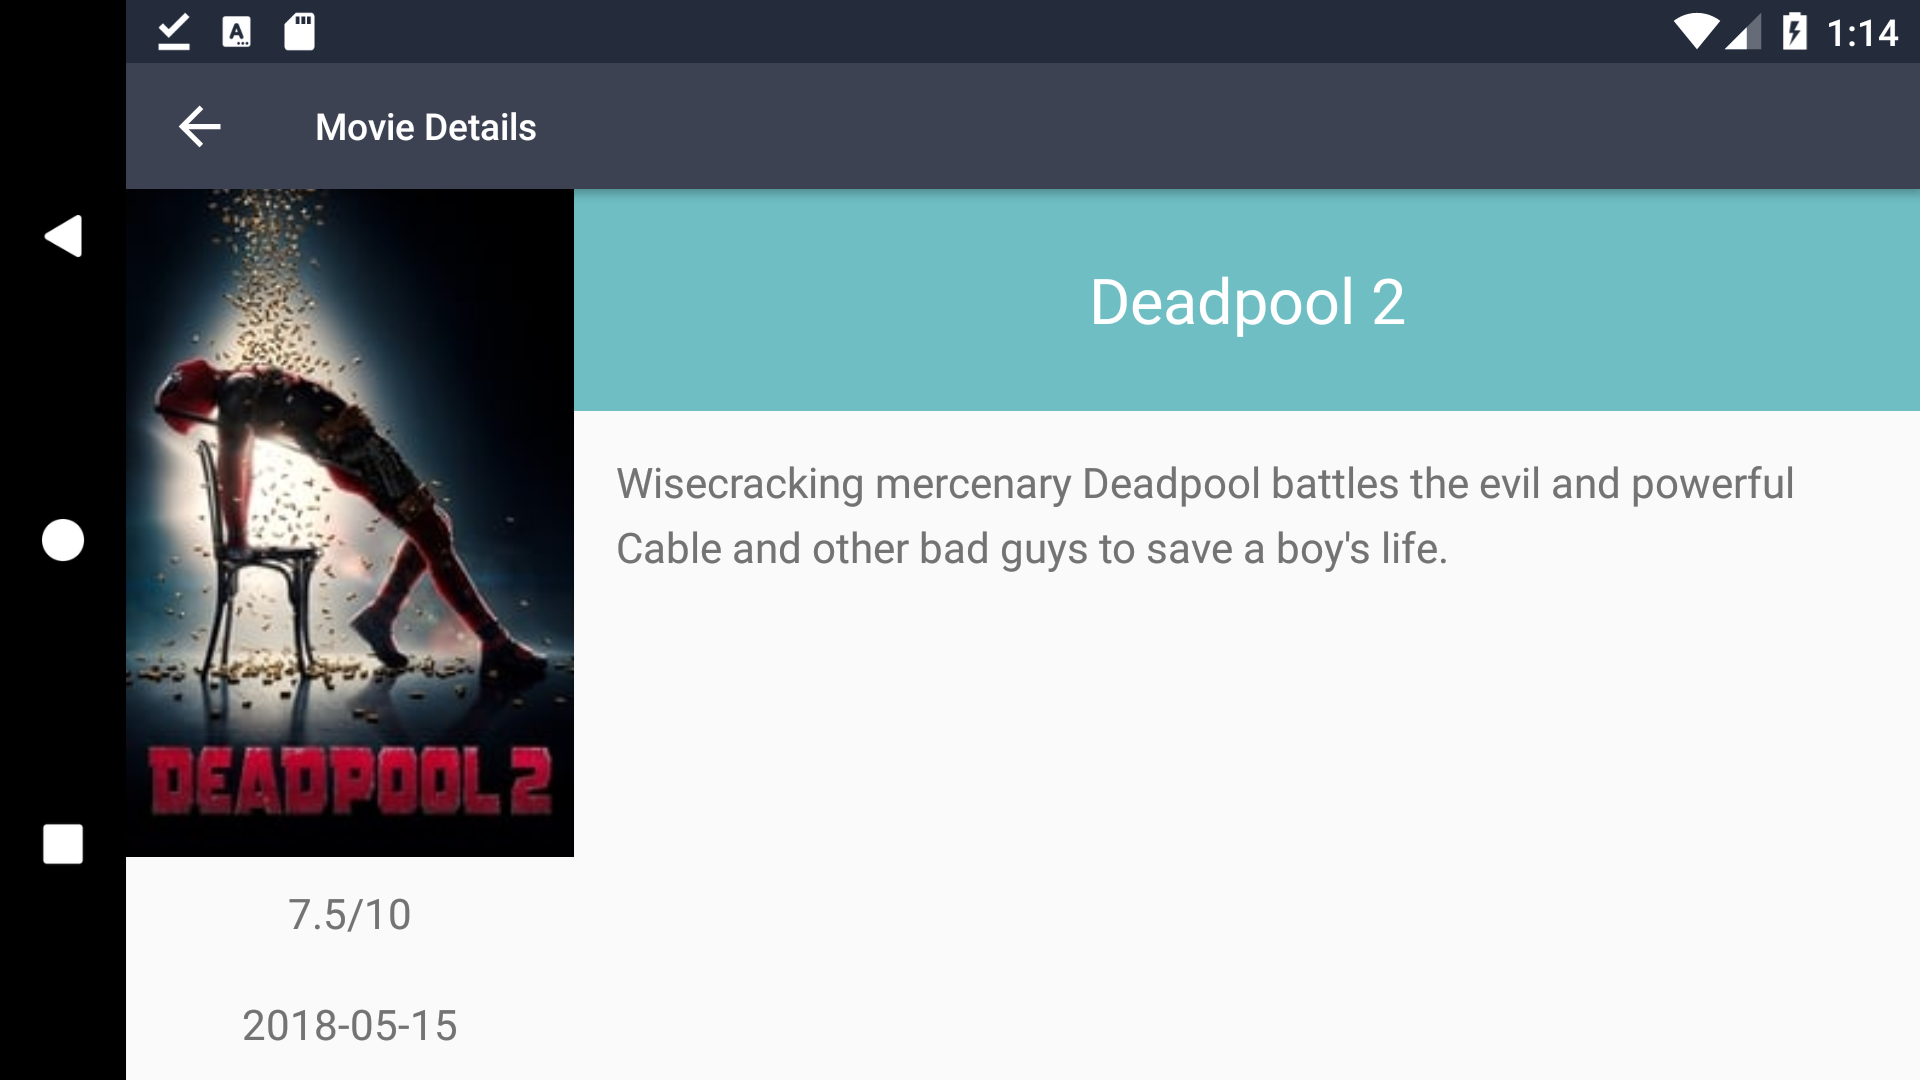 1:14
Movie Details
Deadpool 2
Wisecracking mercenary Deadpool battles the evil and powerful
Cable and other bad guys to save a boy's life.
DEADPOOL 2
7.5/10
2018-05-15